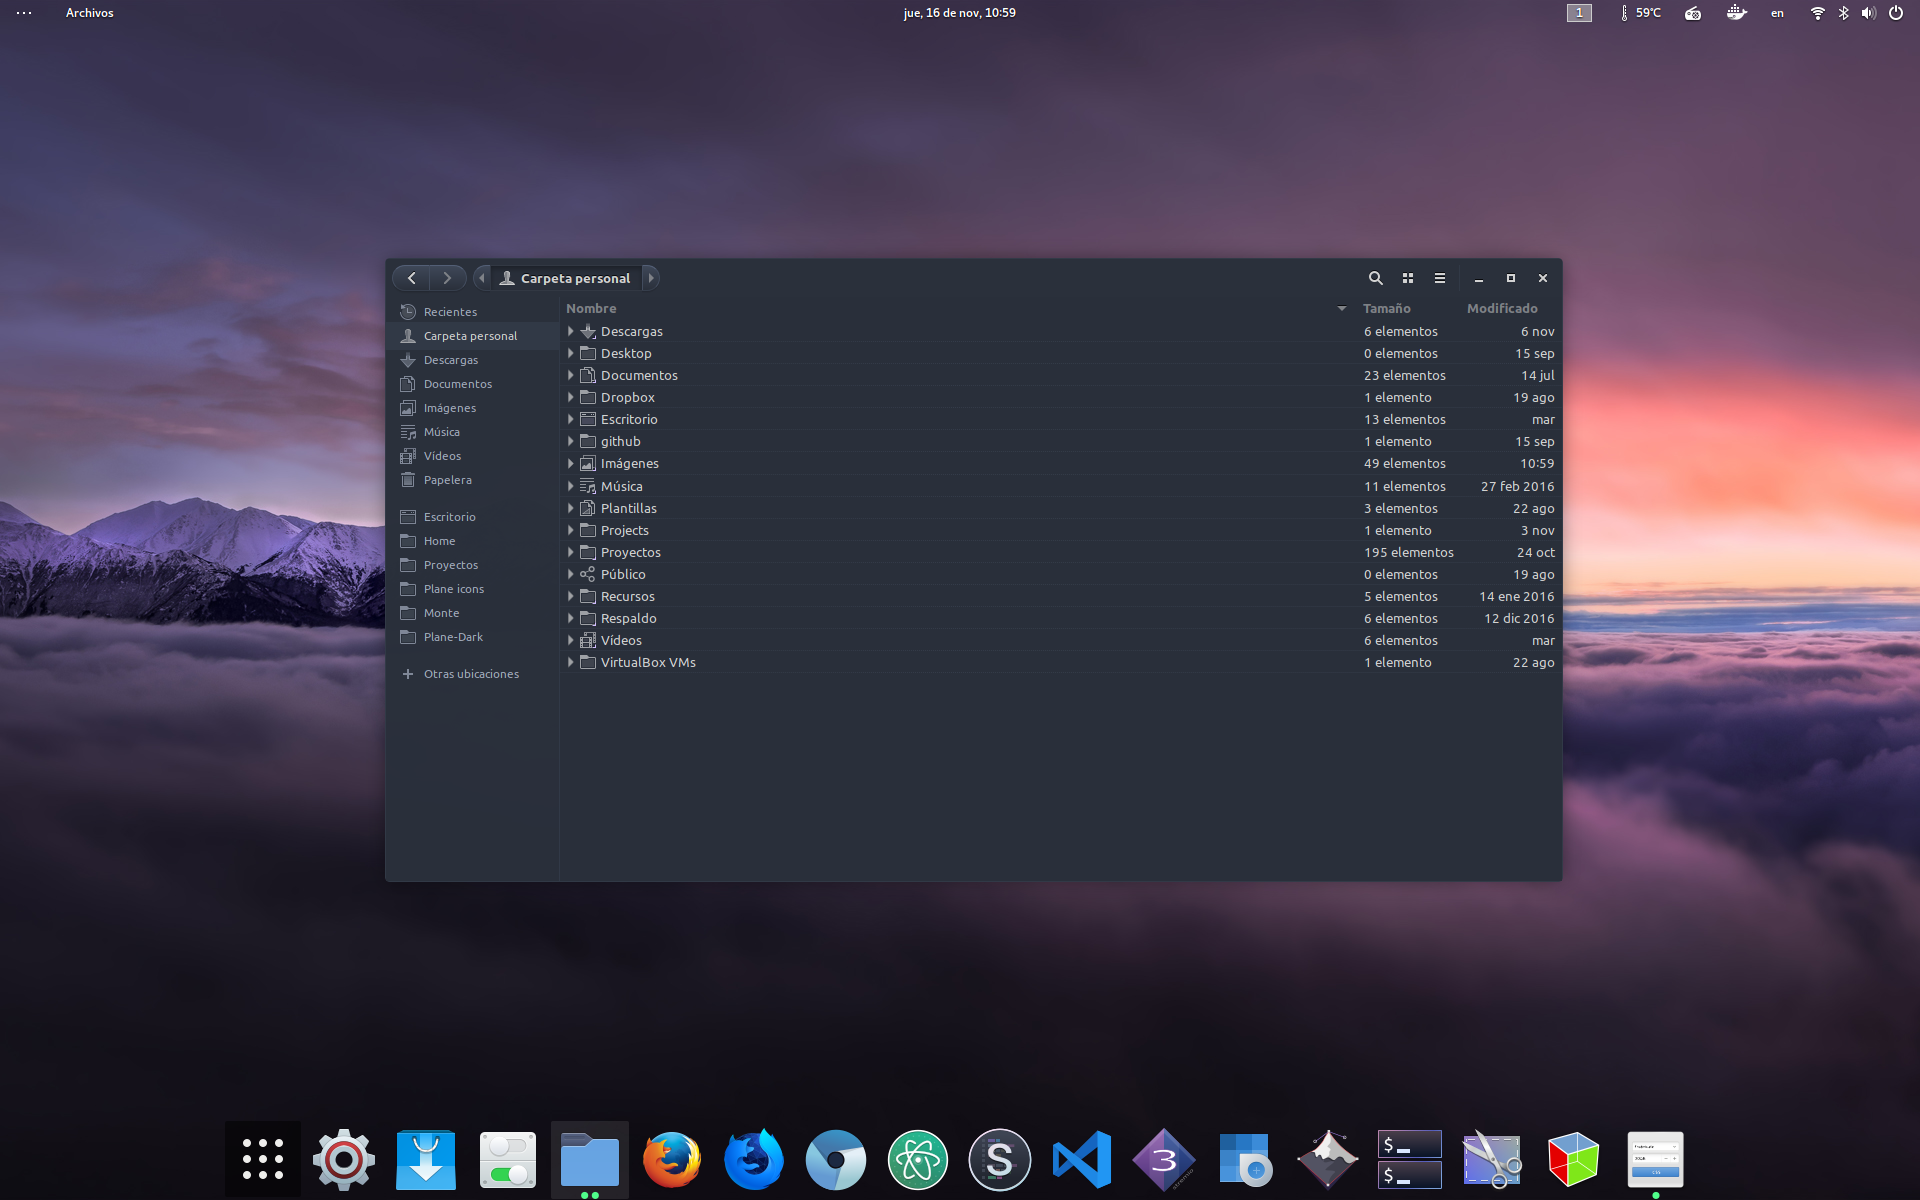 Archivos jue, 16 de nov, 10:59 1 59°C en
Carpeta personal
Recientes
Carpeta personal
Descargas
Documentos
Imágenes
Música
Vídeos
Papelera
Escritorio
Home
Proyectos
Plane icons
Monte
Plane-Dark
Otras ubicaciones
Nombre Tamaño Modificado
Descargas 6 elementos 6 nov
Desktop 0 elementos 15 sep
Documentos 23 elementos 14 jul
Dropbox 1 elemento 19 ago
Escritorio 13 elementos mar
github 1 elemento 15 sep
Imágenes 49 elementos 10:59
Música 11 elementos 27 feb 2016
Plantillas 3 elementos 22 ago
Projects 1 elemento 3 nov
Proyectos 195 elementos 24 oct
Público 0 elementos 19 ago
Recursos 5 elementos 14 ene 2016
Respaldo 6 elementos 12 dic 2016
Vídeos 6 elementos mar
VirtualBox VMs 1 elemento 22 ago
S 3 $
$